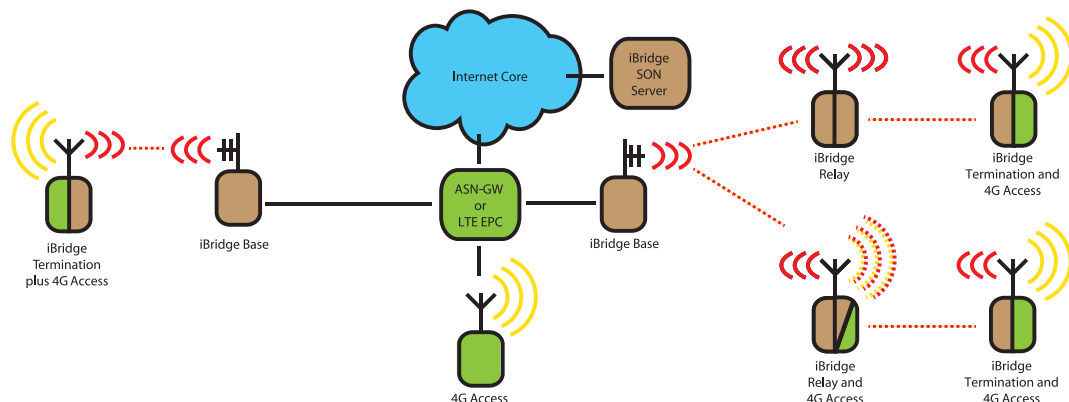 Internet Core
iBridge
SON
Server
ASN-GW
or
LTE EPC
iBridge
Termination
plus 4G Access
iBridge Base
iBridge Base
4G Access
iBridge
Relay
iBridge
Termination and
4G Access
iBridge
Relay and
4G Access
iBridge
Termination and
4G Access